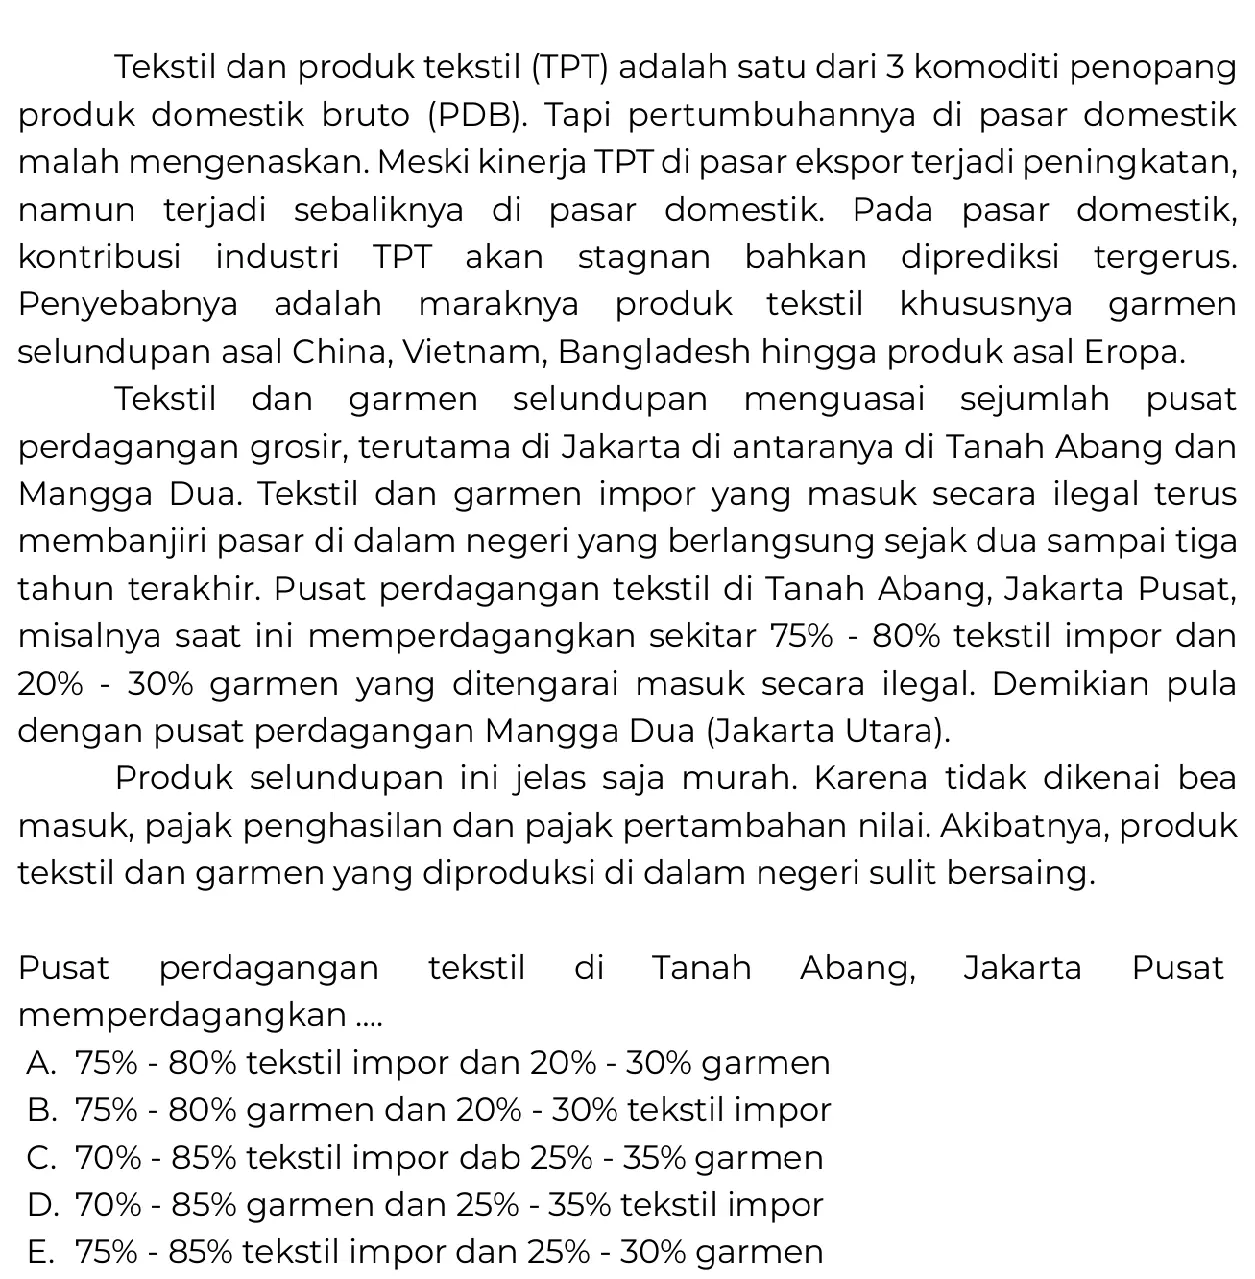 Tekstil dan produk tekstil (TPT) adalah satu dari 3 komoditi penopang
produk domestik bruto (PDB). Tapi pertumbuhannya di pasar domestik
malah mengenaskan. Meski kinerja TPT di pasar ekspor terjadi peningkatan,
namun terjadi sebaliknya di pasar domestik. Pada pasar domestik,
kontribusi industri TPT akan stagnan bahkan diprediksi tergerus.
Penyebabnya adalah maraknya produk tekstil khususnya garmen
selundupan asal China, Vietnam, Bangladesh hingga produk asal Eropa.
Tekstil dan garmen selundupan menguasai sejumlah pusat
perdagangan grosir, terutama di Jakarta di antaranya di Tanah Abang dan
Mangga Dua. Tekstil dan garmen impor yang masuk secara ilegal terus
membanjiri pasar di dalam negeri yang berlangsung sejak dua sampai tiga
tahun terakhir. Pusat perdagangan tekstil di Tanah Abang, Jakarta Pusat,
misalnya saat ini memperdagangkan sekitar 75% - 80% tekstil impor dan
20% - 30% garmen yang ditengarai masuk secara ilegal. Demikian pula
dengan pusat perdagangan Mangga Dua (Jakarta Utara).
Produk selundupan ini jelas saja murah. Karena tidak dikenai bea
masuk, pajak penghasilan dan pajak pertambahan nilai. Akibatnya, produk
tekstil dan garmen yang diproduksi di dalam negeri sulit bersaing.
Pusat perdagangan tekstil di Tanah Abang, Jakarta Pusat
memperdagangkan ....
A. 75% - 80% tekstil impor dan 20% - 30% garmen
B. 75% - 80% garmen dan 20% - 30% tekstil impor
C. 70% - 85% tekstil impor dab 25% - 35% garmen
D. 70% - 85% garmen dan 25% - 35% tekstil impor
E. 75% - 85% tekstil impor dan 25% - 30% garmen